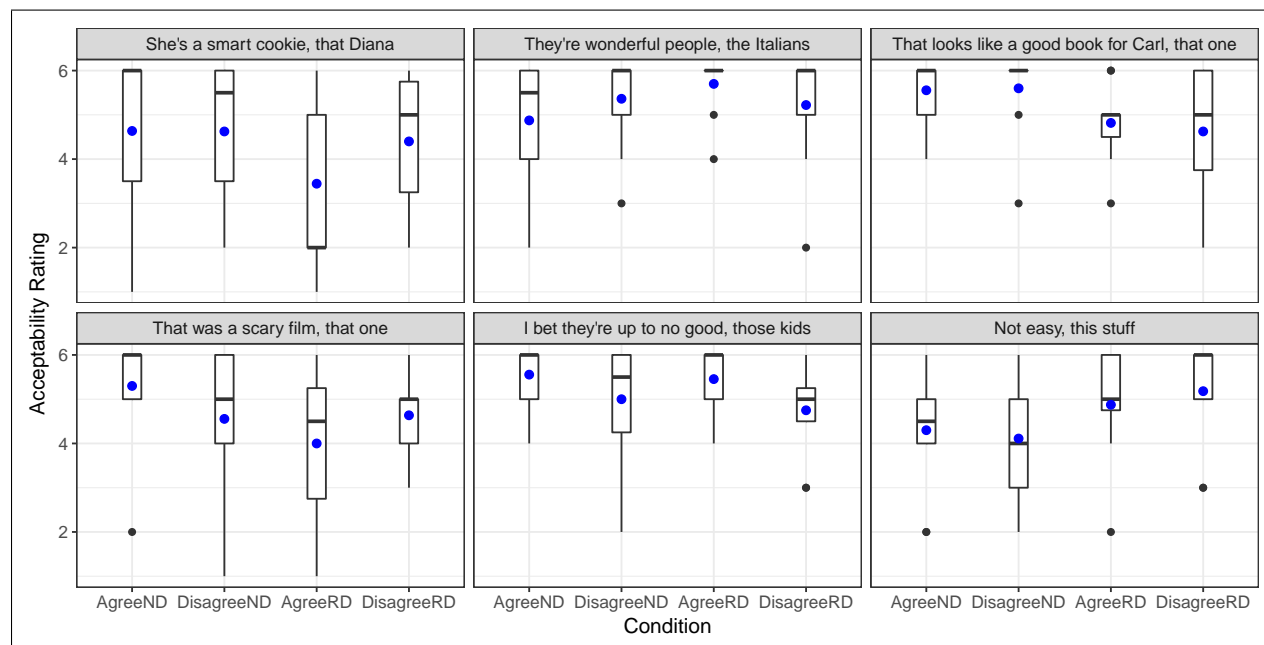 She's a smart cookie, that Diana
They're wonderful people, the Italians
That looks like a good book for Carl, that one
6
4
2
That was a scary film, that one
I bet they're up to no good, those kids
Not easy, this stuff
6
4
2
Acceptability Rating
AgreeND DisagreeND AgreeRD DisagreeRD
AgreeND DisagreeND AgreeRD DisagreeRD
AgreeND DisagreeND AgreeRD DisagreeRD
Condition